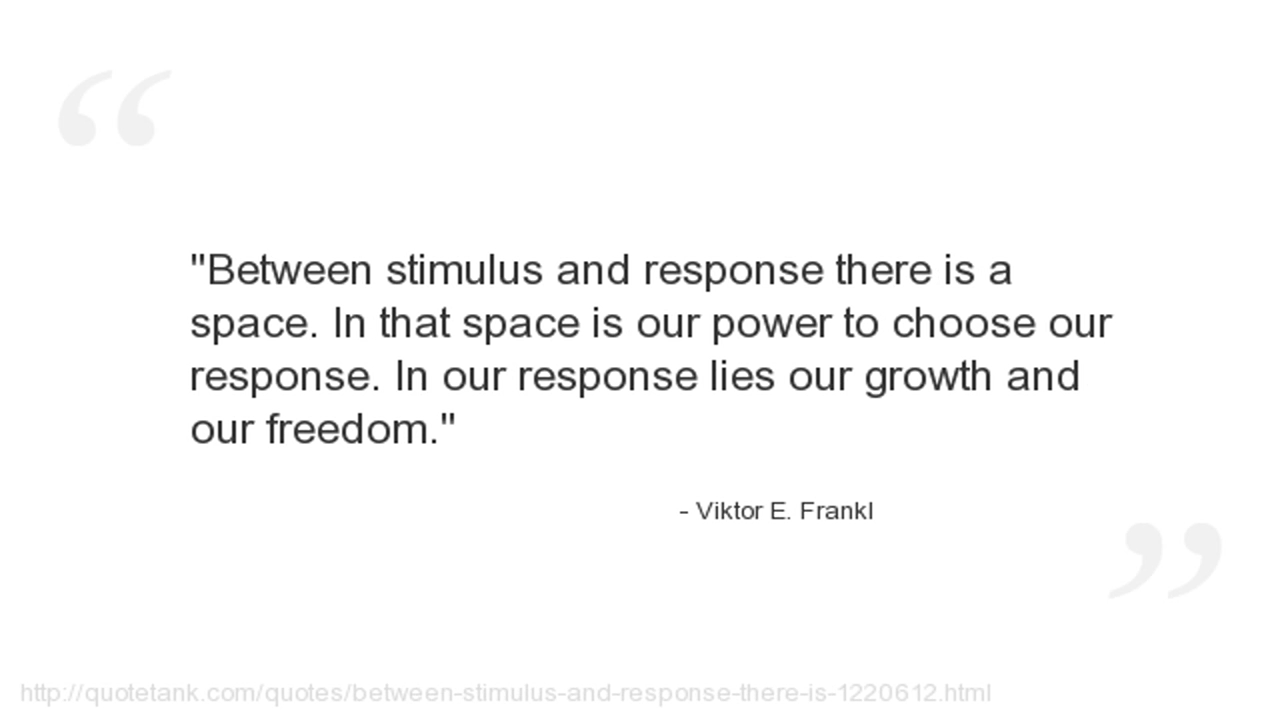 "Between stimulus and response there is a
space. In that space is our power to choose our
response. In our response lies our growth and
our freedom."
- Viktor E. Frankl
http://quotetank.com/quotes/between-stimulus-and-response-there-is-1220612.html